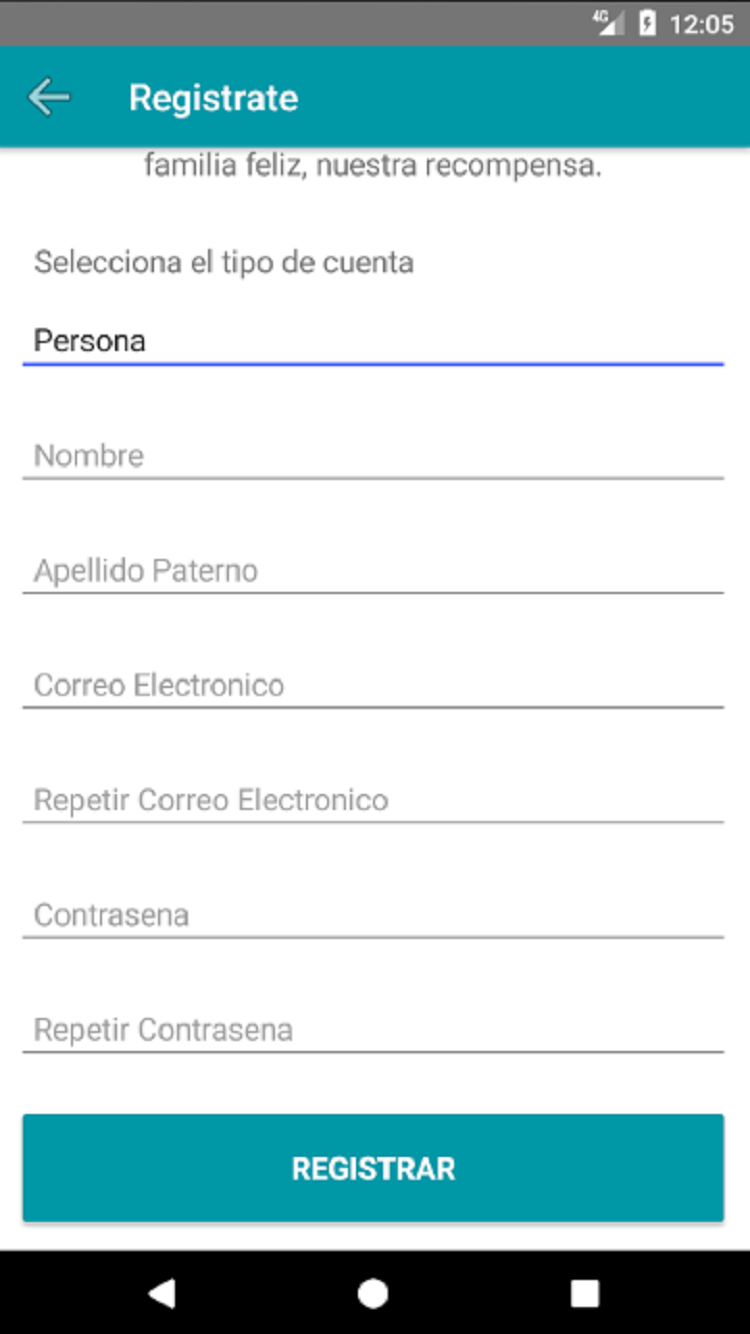 4G 12:05
Registrate
familia feliz, nuestra recompensa.
Selecciona el tipo de cuenta
Persona
Nombre
Apellido Paterno
Correo Electronico
Repetir Correo Electronico
Contrasena
Repetir Contrasena
REGISTRAR